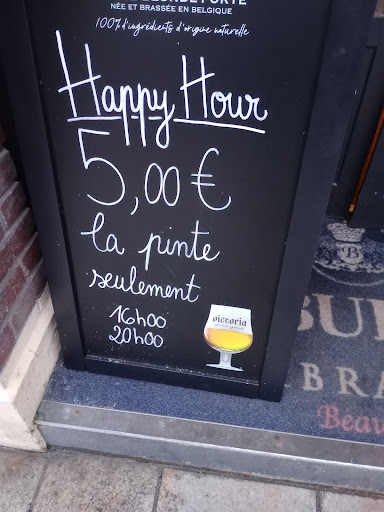 NÉE ET BRASSÉE EN BELGIQUE
100% d'ingrédients d'origine naturelle
Happy Hour
5,00 €
la pinte
seulement
16h00
20h00
victoria
BU
BRA
Beau